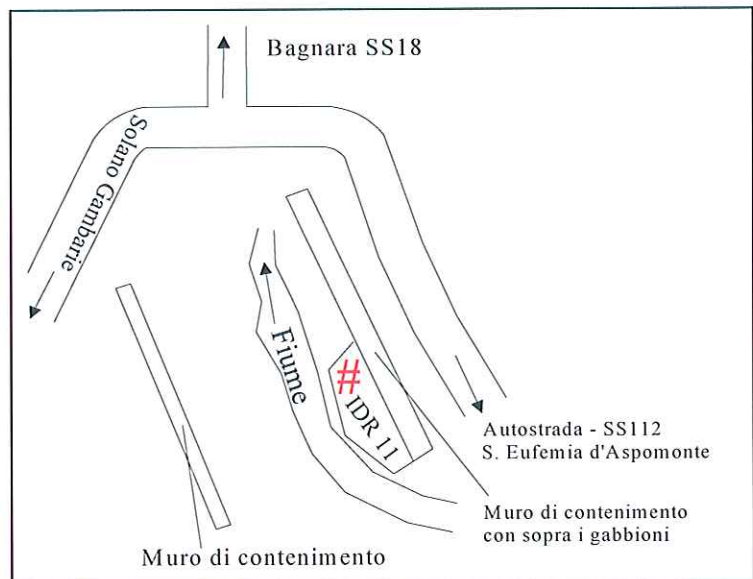 Bagnara SS18
Solano Gambarie
Fiume
#
IDR 11
Autostrada - SS112
S. Eufemia d'Aspomonte
Muro di contenimento
con sopra i gabbioni
Muro di contenimento